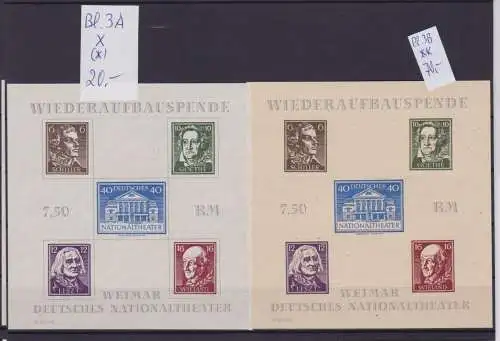 Bl. 3A
X
(*)
20,-
Bl. 3B
**
70,-
WIEDERAUFBAUSPENDE
6 6
SCHILLER
10 10
GOETHE
40 DEUTSCHES 40
NATIONALTHEATER
7.50 RM
12 12
LISZT
16 16
WIELAND
WEIMAR
DEUTSCHES NATIONALTHEATER
WIEDERAUFBAUSPENDE
6 6
SCHILLER
10 10
GOETHE
40 DEUTSCHES 40
NATIONALTHEATER
7.50 RM
12 12
LISZT
16 16
WIELAND
WEIMAR
DEUTSCHES NATIONALTHEATER